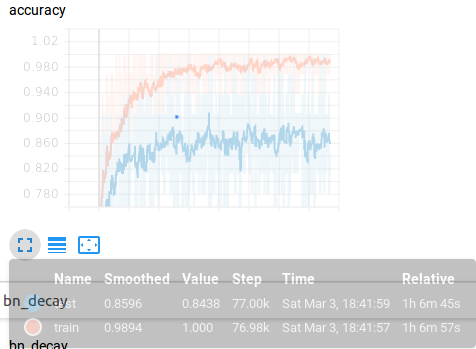 accuracy
1.02
0.980
0.940
0.900
0.860
0.820
0.780
Name Smoothed Value Step Time Relative
bn_decay
test 0.8596 0.8438 77.00k Sat Mar 3, 18:41:59 1h 6m 45s
train 0.9894 1.000 76.98k Sat Mar 3, 18:41:57 1h 6m 57s
bn_decay